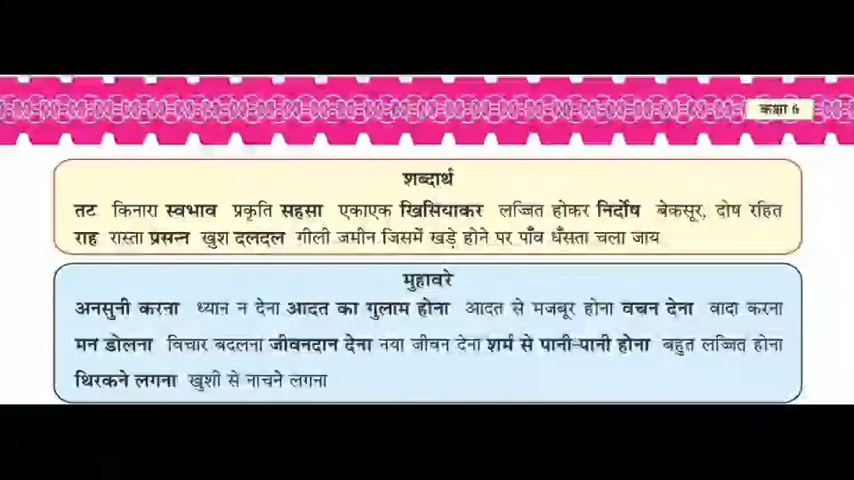 कक्षा 6
शब्दार्थ
तट किनारा स्वभाव प्रकृति सहसा एकाएक खिसियाकर लज्जित होकर निर्दोष बेकसूर, दोष रहित
राह रास्ता प्रसन्न खुश दलदल गीली जमीन जिसमें खड़े होने पर पाँव धँसता चला जाय
मुहावरे
अनसुनी करना ध्यान न देना आदत का गुलाम होना आदत से मजबूर होना वचन देना वादा करना
मन डोलना विचार बदलना जीवनदान देना नया जीवन देना शर्म से पानी-पानी होना बहुत लज्जित होना
थिरकने लगना खुशी से नाचने लगना